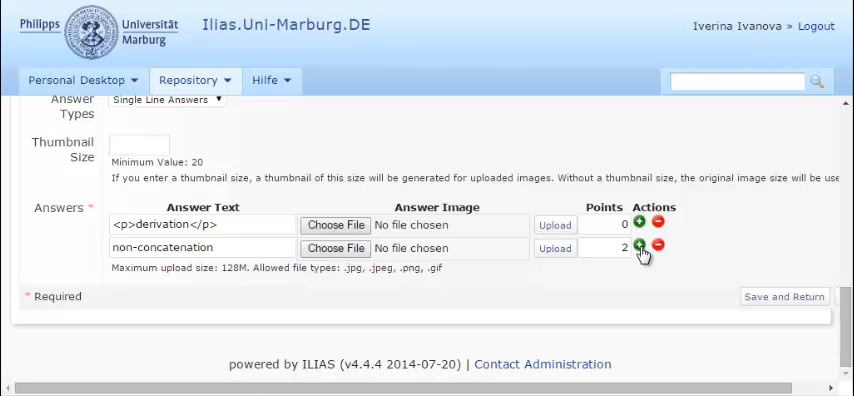 Philipps Universität
Marburg
Ilias.Uni-Marburg.DE
Iverina Ivanova » Logout
Personal Desktop Repository Hilfe
Answer Types Single Line Answers
Thumbnail Size
Minimum Value: 20
If you enter a thumbnail size, a thumbnail of this size will be generated for uploaded images. Without a thumbnail size, the original image size will be use
Answers * Answer Text Answer Image Points Actions
<p>derivation</p> Choose File No file chosen Upload 0
non-concatenation Choose File No file chosen Upload 2
Maximum upload size: 128M. Allowed file types: .jpg, .jpeg, .png, .gif
* Required Save and Return
powered by ILIAS (v4.4.4 2014-07-20) | Contact Administration